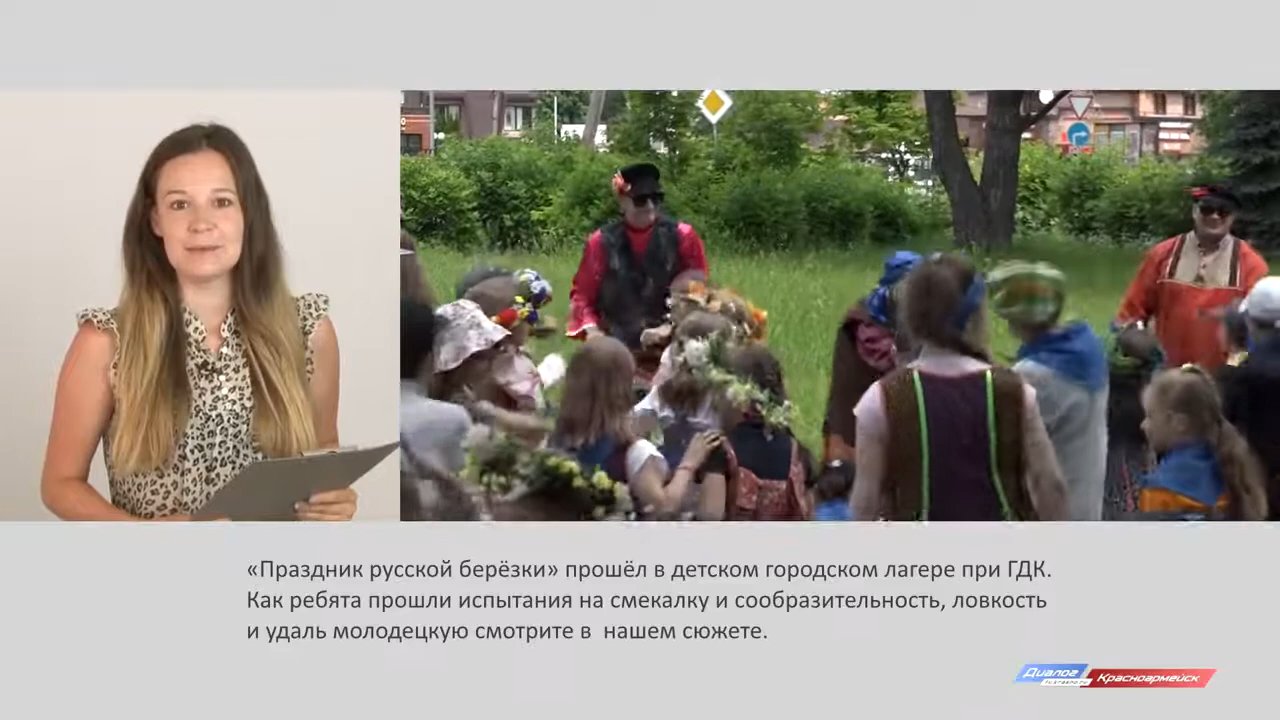 «Праздник русской берёзки» прошёл в детском городском лагере при ГДК.
Как ребята прошли испытания на смекалку и сообразительность, ловкость
и удаль молодецкую смотрите в  нашем сюжете.
Диалог Красноармейск